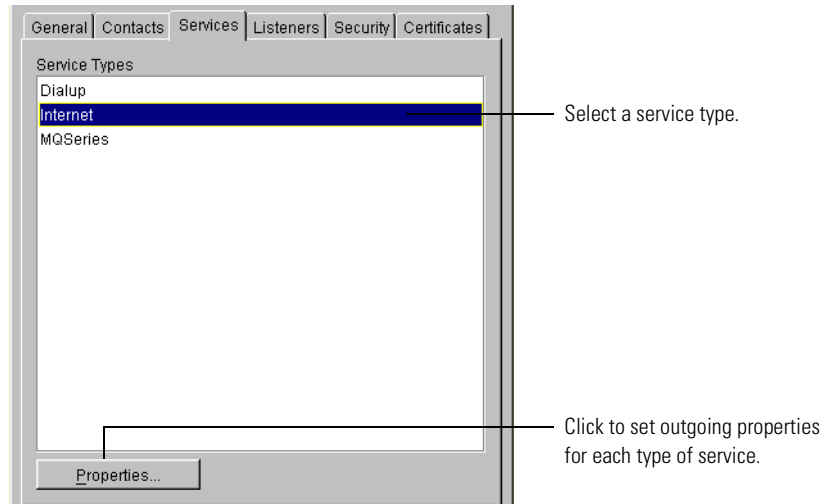 General Contacts Services Listeners Security Certificates
Service Types
Dialup
Internet
MQSeries
Select a service type.
Click to set outgoing properties
for each type of service.
Properties...